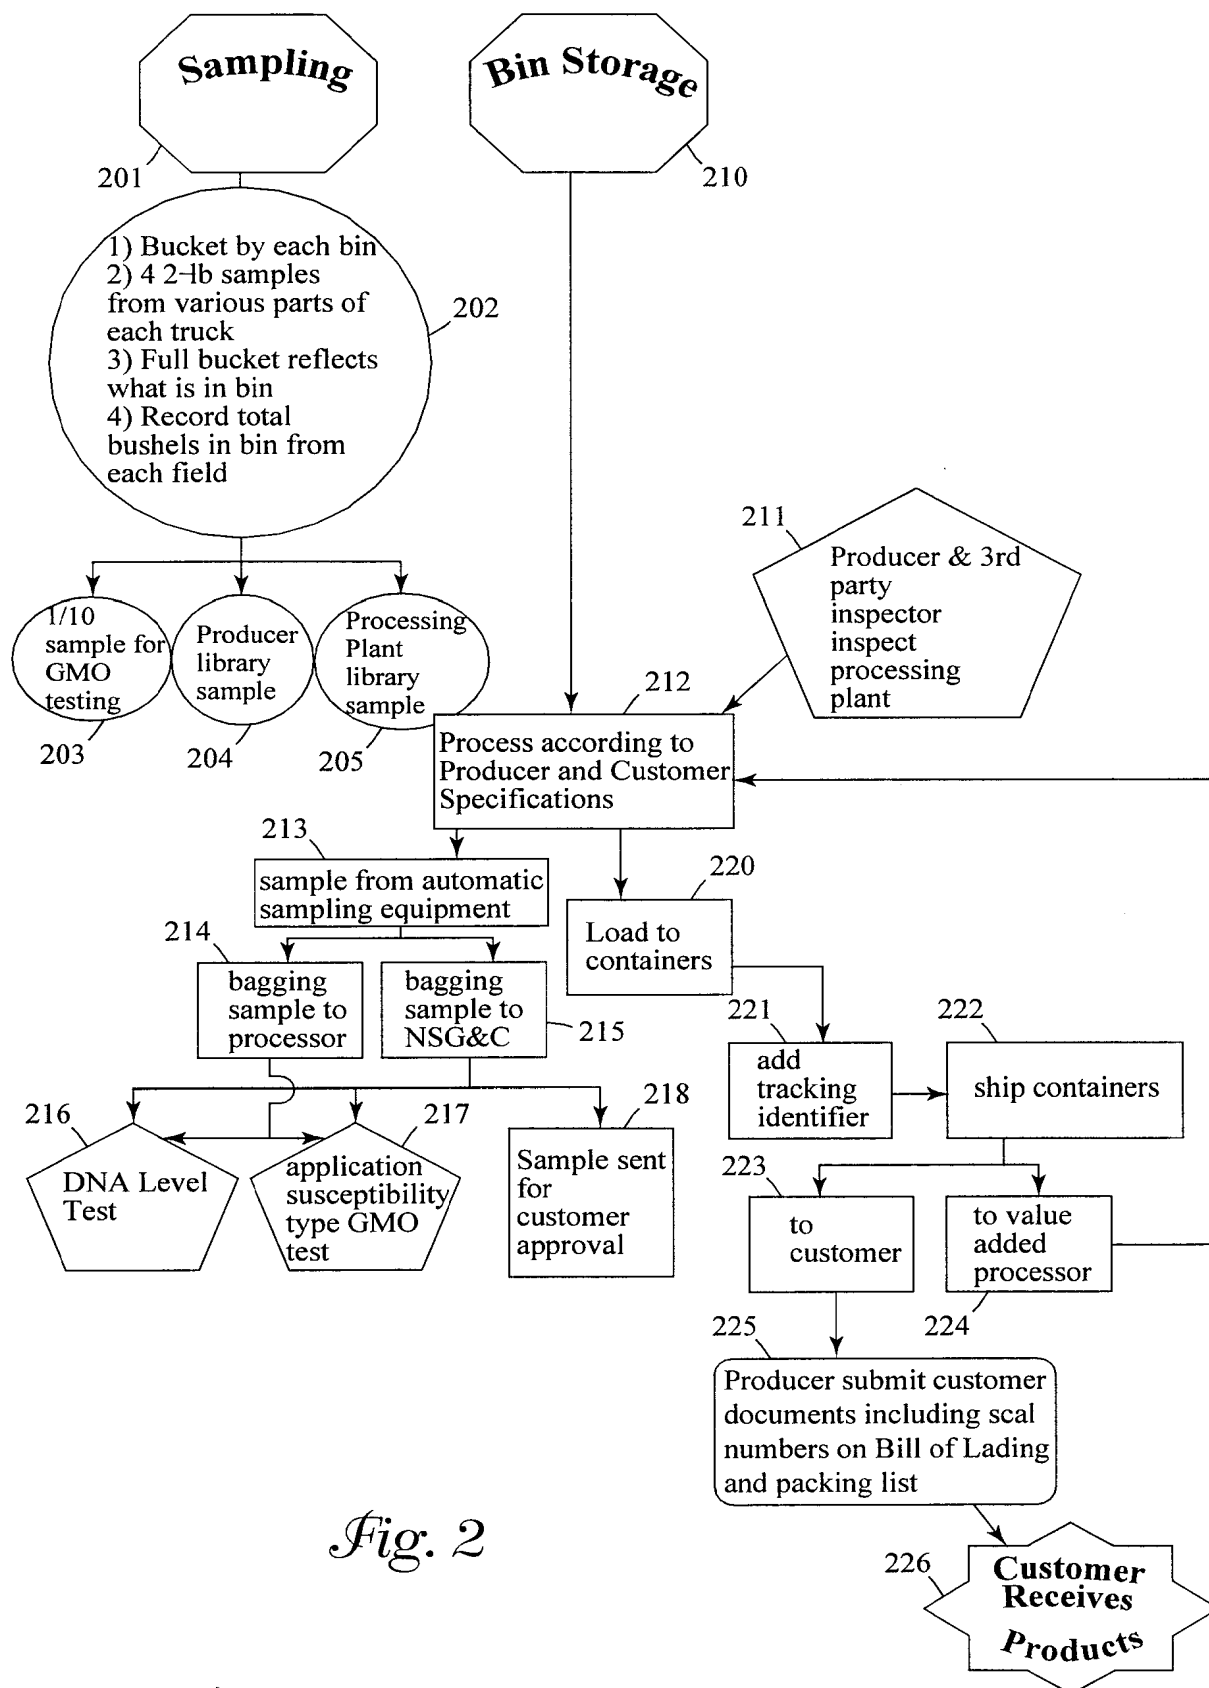 Sampling
Bin Storage
201
210
1) Bucket by each bin
2) 4 2-lb samples
from various parts of
each truck
3) Full bucket reflects
what is in bin
4) Record total
bushels in bin from
each field
202
211
Producer & 3rd
party
inspector
inspect
processing
plant
1/10
sample for
GMO
testing
Producer
library
sample
Processing
Plant
library
sample
203
204
205
212
Process according to
Producer and Customer
Specifications
213
sample from automatic
sampling equipment
220
Load to
containers
214
bagging
sample to
processor
bagging
sample to
NSG&C
215
221
add
tracking
identifier
222
ship containers
216
DNA Level
Test
217
application
susceptibility
type GMO
test
218
Sample sent
for
customer
approval
223
to
customer
to value
added
processor
224
225
Producer submit customer
documents including scal
numbers on Bill of Lading
and packing list
Fig. 2
226
Customer
Receives
Products